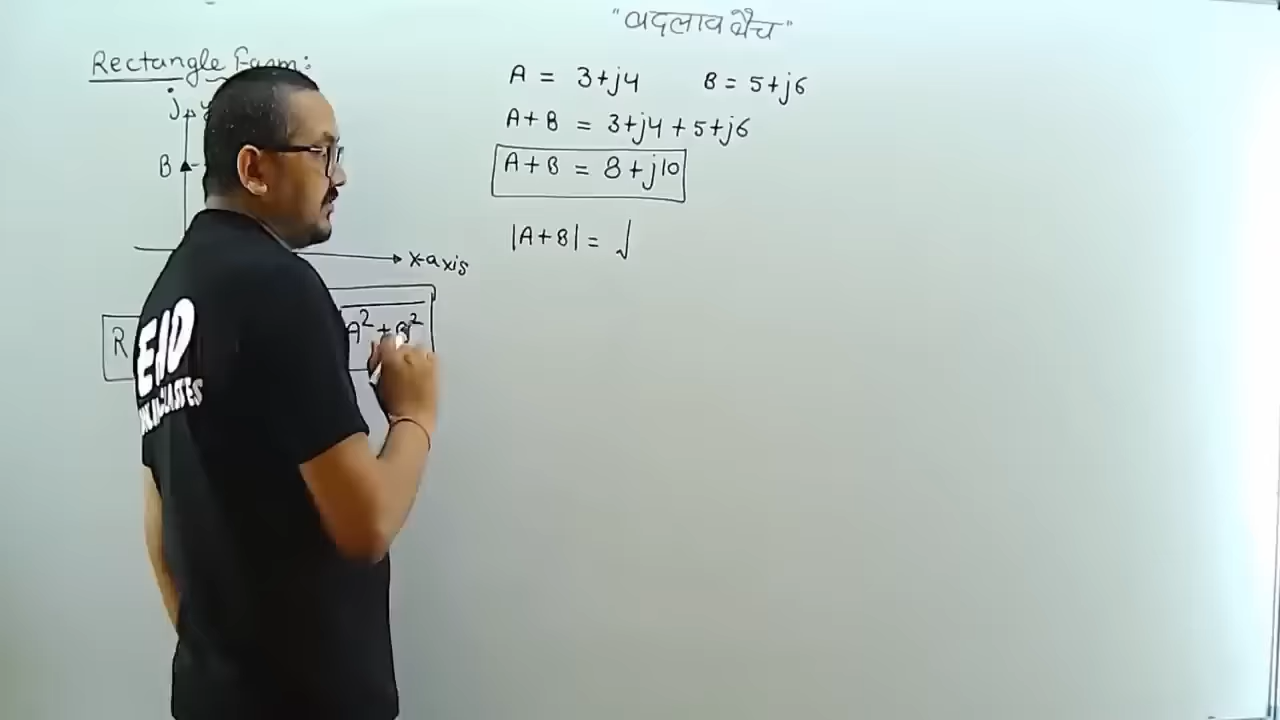 "बदलाव बैच"
Rectangle Form:
j
B
x-axis
R
A² + B²
A = 3+j4 B = 5+j6
A+B = 3+j4 + 5+j6
A+B = 8+j10
|A+B| = √